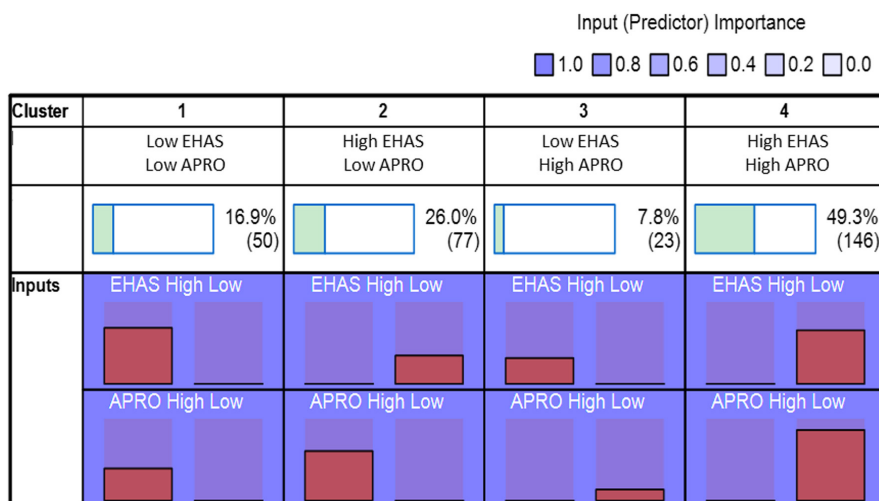 Input (Predictor) Importance
1.0 0.8 0.6 0.4 0.2 0.0
Cluster 1 2 3 4
Low EHAS High EHAS Low EHAS High EHAS
Low APRO Low APRO High APRO High APRO
16.9% 26.0% 7.8% 49.3%
(50) (77) (23) (146)
Inputs EHAS High Low EHAS High Low EHAS High Low EHAS High Low
APRO High Low APRO High Low APRO High Low APRO High Low